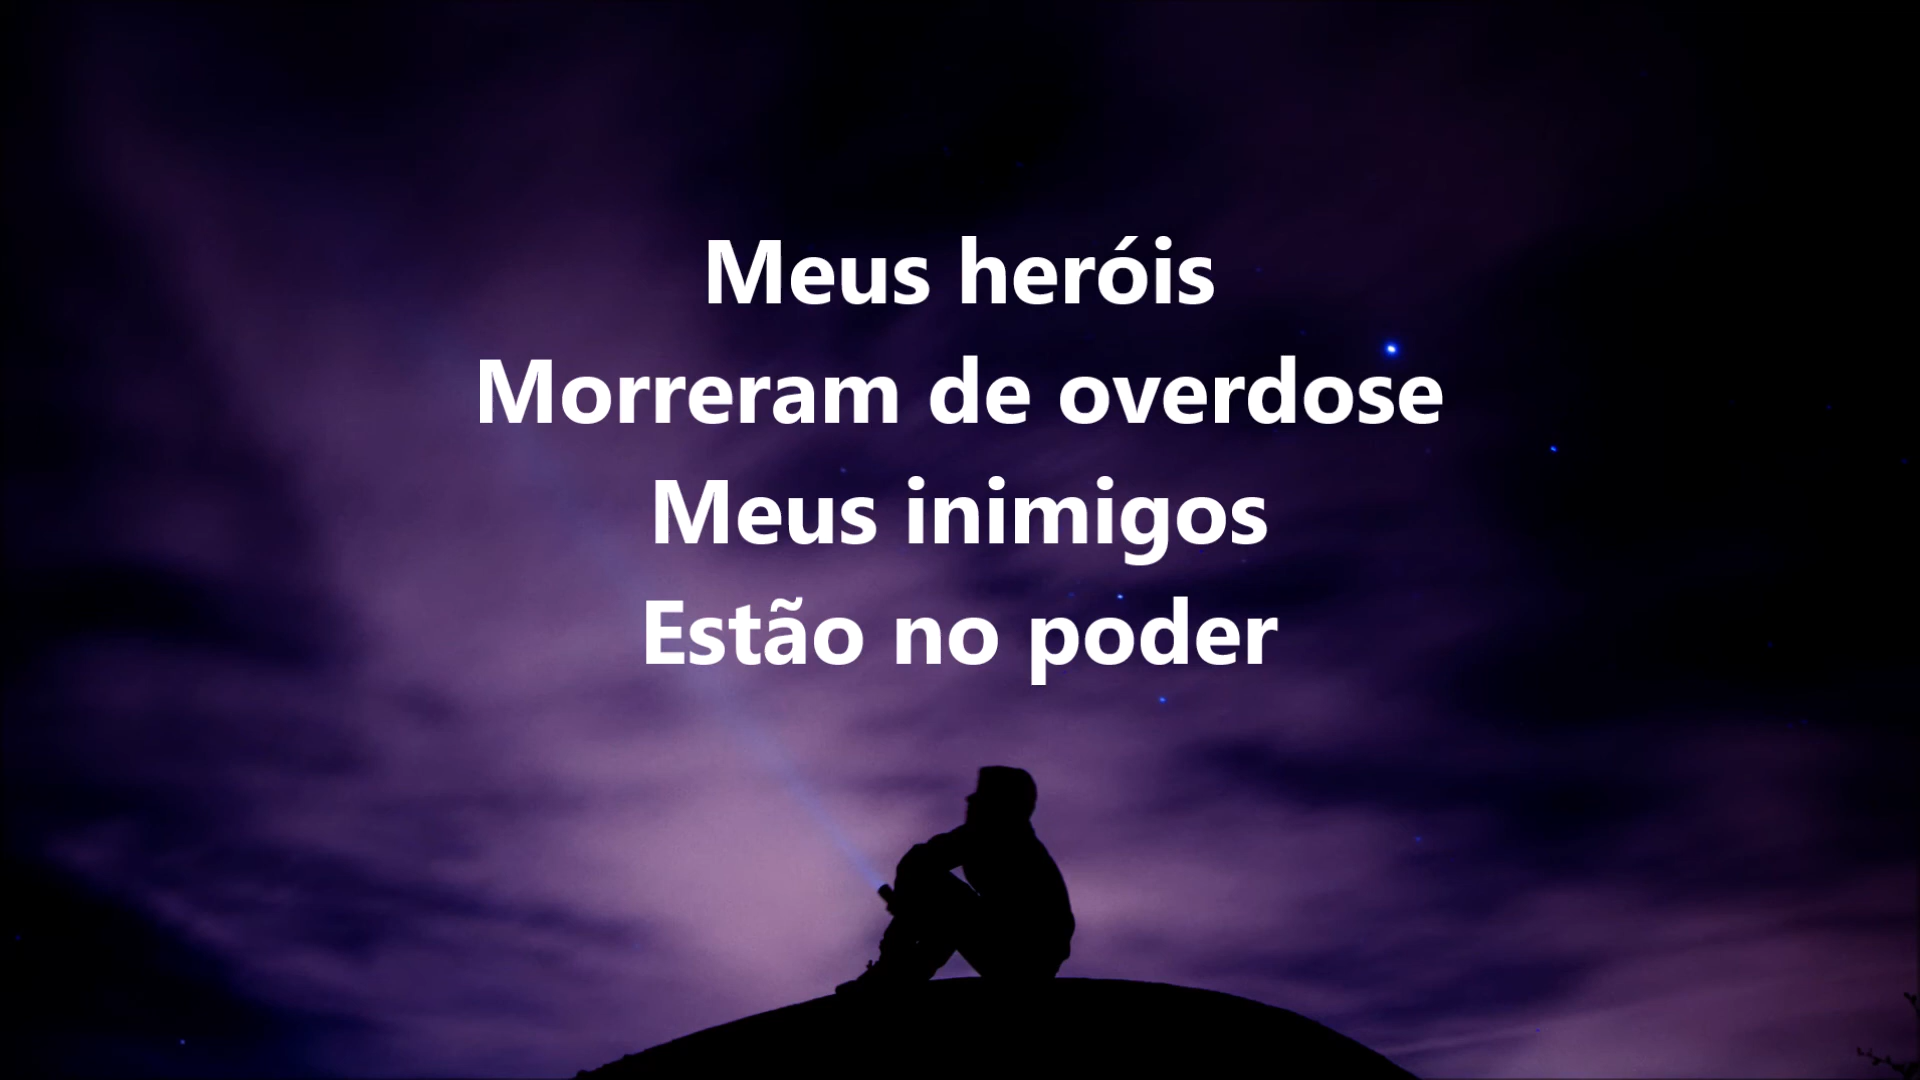 Meus heróis
Morreram de overdose
Meus inimigos
Estão no poder